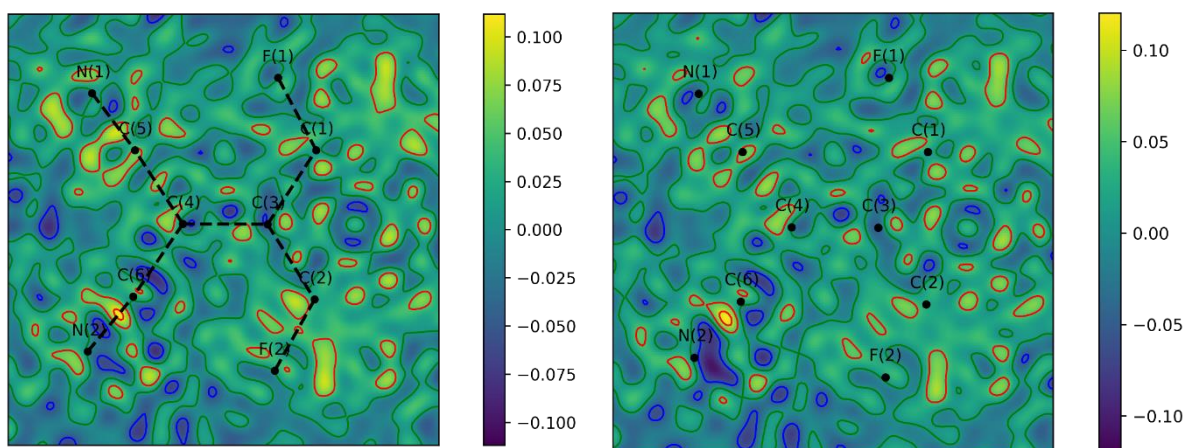 F(1)
N(1)
C(5)
C(1)
C(4)
C(3)
C(6)
C(2)
N(2)
F(2)
0.100
0.075
0.050
0.025
0.000
−0.025
−0.050
−0.075
−0.100
F(1)
N(1)
C(5)
C(1)
C(4)
C(3)
C(6)
C(2)
N(2)
F(2)
0.10
0.05
0.00
−0.05
−0.10